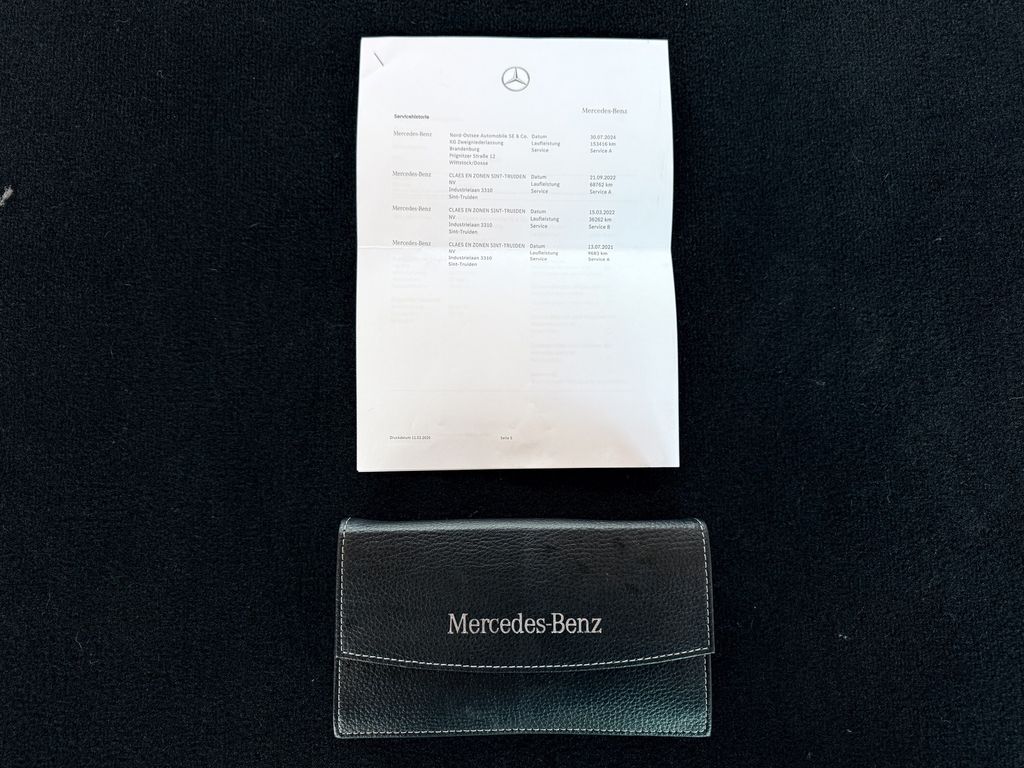 Mercedes-Benz
Servicehistorie
Mercedes-Benz Nord-Ostsee Automobile SE & Co. Datum 30.07.2024
KG Zweigniederlassung Laufleistung 153416 km
Brandenburg Service Service A
Prignitzer Straße 12
Wittstock/Dosse
Mercedes-Benz CLAES EN ZONEN SINT-TRUIDEN Datum 21.09.2022
NV Laufleistung 68762 km
Industrielaan 3310 Service Service A
Sint-Truiden
Mercedes-Benz CLAES EN ZONEN SINT-TRUIDEN Datum 15.03.2022
NV Laufleistung 36262 km
Industrielaan 3310 Service Service B
Sint-Truiden
Mercedes-Benz CLAES EN ZONEN SINT-TRUIDEN Datum 13.07.2021
NV Laufleistung 9683 km
Industrielaan 3310 Service Service A
Sint-Truiden
Druckdatum Seite 5
Mercedes-Benz